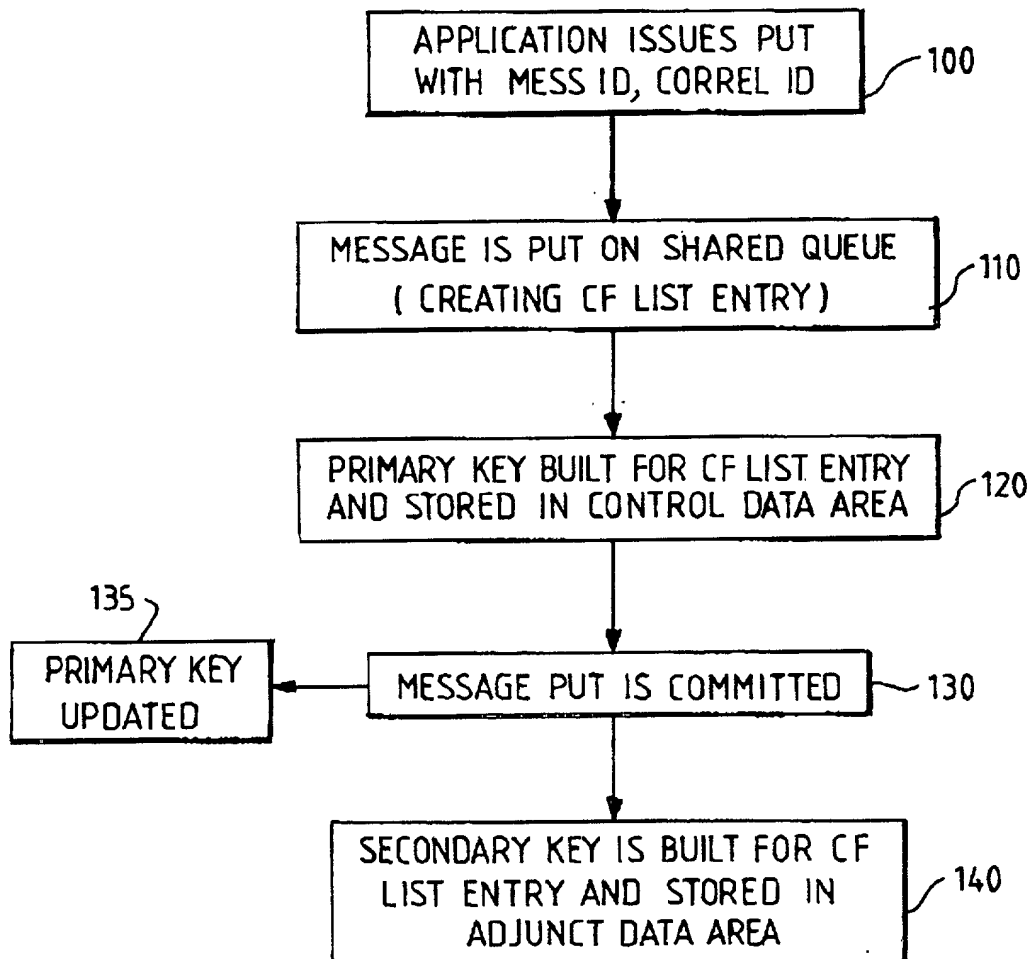 APPLICATION ISSUES PUT
WITH MESS ID, CORREL ID
100
MESSAGE IS PUT ON SHARED QUEUE
( CREATING CF LIST ENTRY )
110
PRIMARY KEY BUILT FOR CF LIST ENTRY
AND STORED IN CONTROL DATA AREA
120
135
PRIMARY KEY
UPDATED
MESSAGE PUT IS COMMITTED
130
SECONDARY KEY IS BUILT FOR CF
LIST ENTRY AND STORED IN
ADJUNCT DATA AREA
140